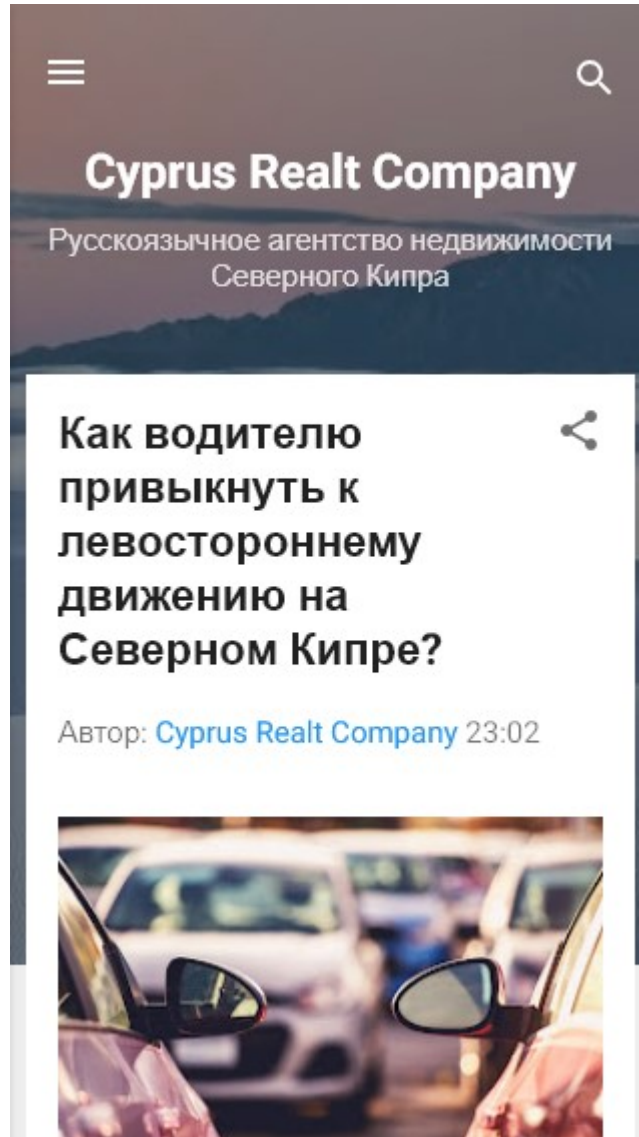 Cyprus Realt Company
Русскоязычное агентство недвижимости
Северного Кипра
Как водителю
привыкнуть к
левостороннему
движению на
Северном Кипре?
Автор: Cyprus Realt Company 23:02